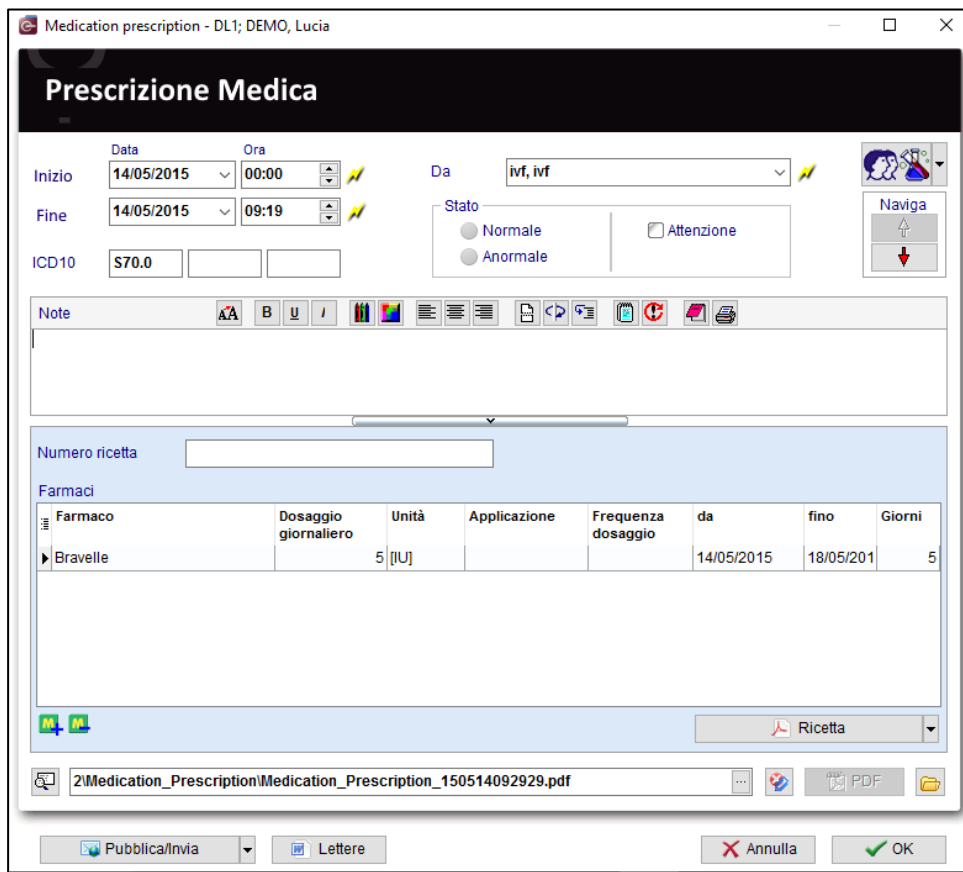 Medication prescription - DL1; DEMO, Lucia
Prescrizione Medica
Data Ora
Inizio 14/05/2015 00:00 Da ivf, ivf
Fine 14/05/2015 09:19 Stato Naviga
Normale Attenzione
Anormale
ICD10 S70.0
Note AA B U I
Numero ricetta
Farmaci
Farmaco Dosaggio giornaliero Unità Applicazione Frequenza dosaggio da fino Giorni
Bravelle 5 [IU] 14/05/2015 18/05/201 5
M M
Ricetta
2\Medication_Prescription\Medication_Prescription_150514092929.pdf ... PDF
Pubblica/Invia Lettere Annulla OK